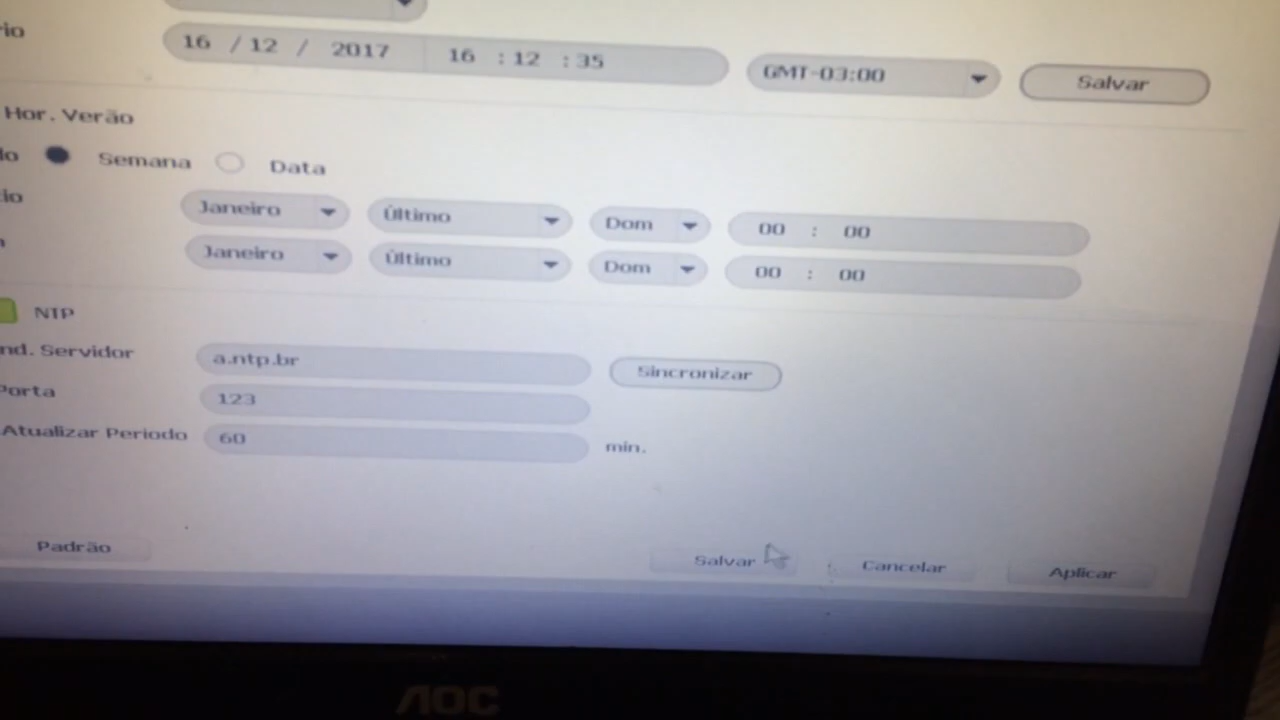 rio 16 / 12 / 2017 16 : 12 : 35 GMT-03:00 Salvar
Hor. Verão
do Semana Data
cio Janeiro Último Dom 00 : 00
Janeiro Último Dom 00 : 00
NTP
nd. Servidor a.ntp.br Sincronizar
Porta 123
Atualizar Periodo 60 min.
Padrão Salvar Cancelar Aplicar
AOC